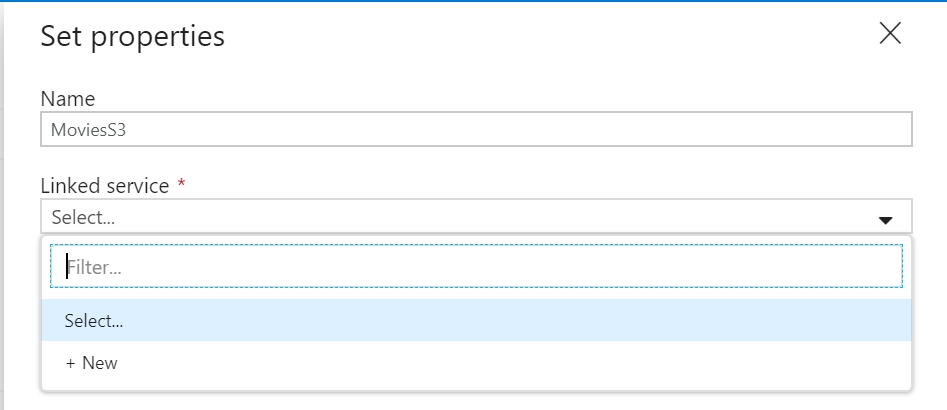 Set properties
Name
MoviesS3
Linked service *
Select...
Filter...
Select...
+ New